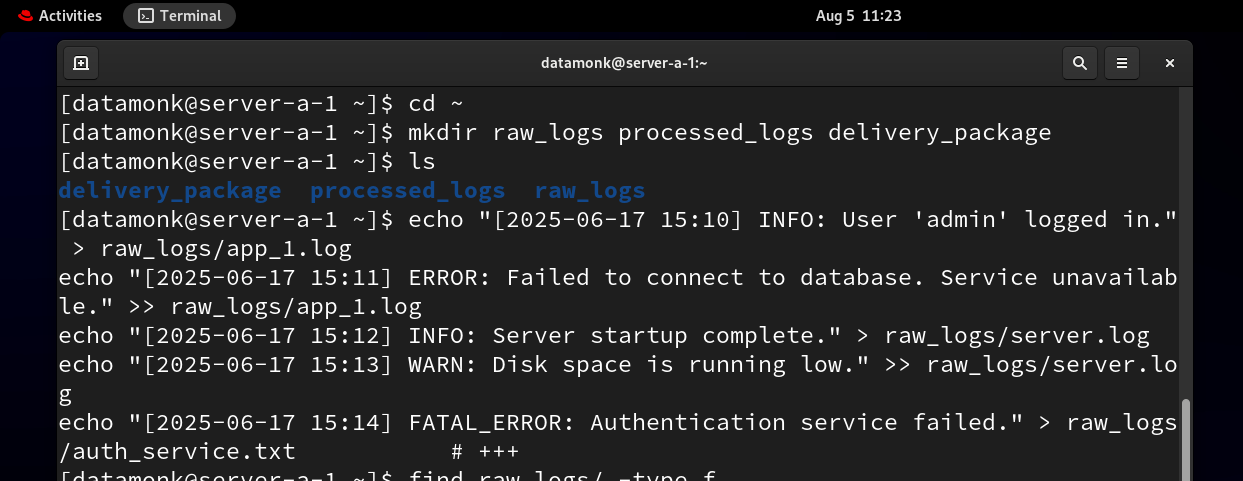 Activities Terminal Aug 5 11:23
datamonk@server-a-1:~
[datamonk@server-a-1 ~]$ cd ~
[datamonk@server-a-1 ~]$ mkdir raw_logs processed_logs delivery_package
[datamonk@server-a-1 ~]$ ls
delivery_package  processed_logs  raw_logs
[datamonk@server-a-1 ~]$ echo "[2025-06-17 15:10] INFO: User 'admin' logged in."
 > raw_logs/app_1.log
echo "[2025-06-17 15:11] ERROR: Failed to connect to database. Service unavailab
le." >> raw_logs/app_1.log
echo "[2025-06-17 15:12] INFO: Server startup complete." > raw_logs/server.log
echo "[2025-06-17 15:13] WARN: Disk space is running low." >> raw_logs/server.lo
g
echo "[2025-06-17 15:14] FATAL_ERROR: Authentication service failed." > raw_logs
/auth_service.txt           # +++
[datamonk@server-a-1 ~]$ find raw_logs/ -type f